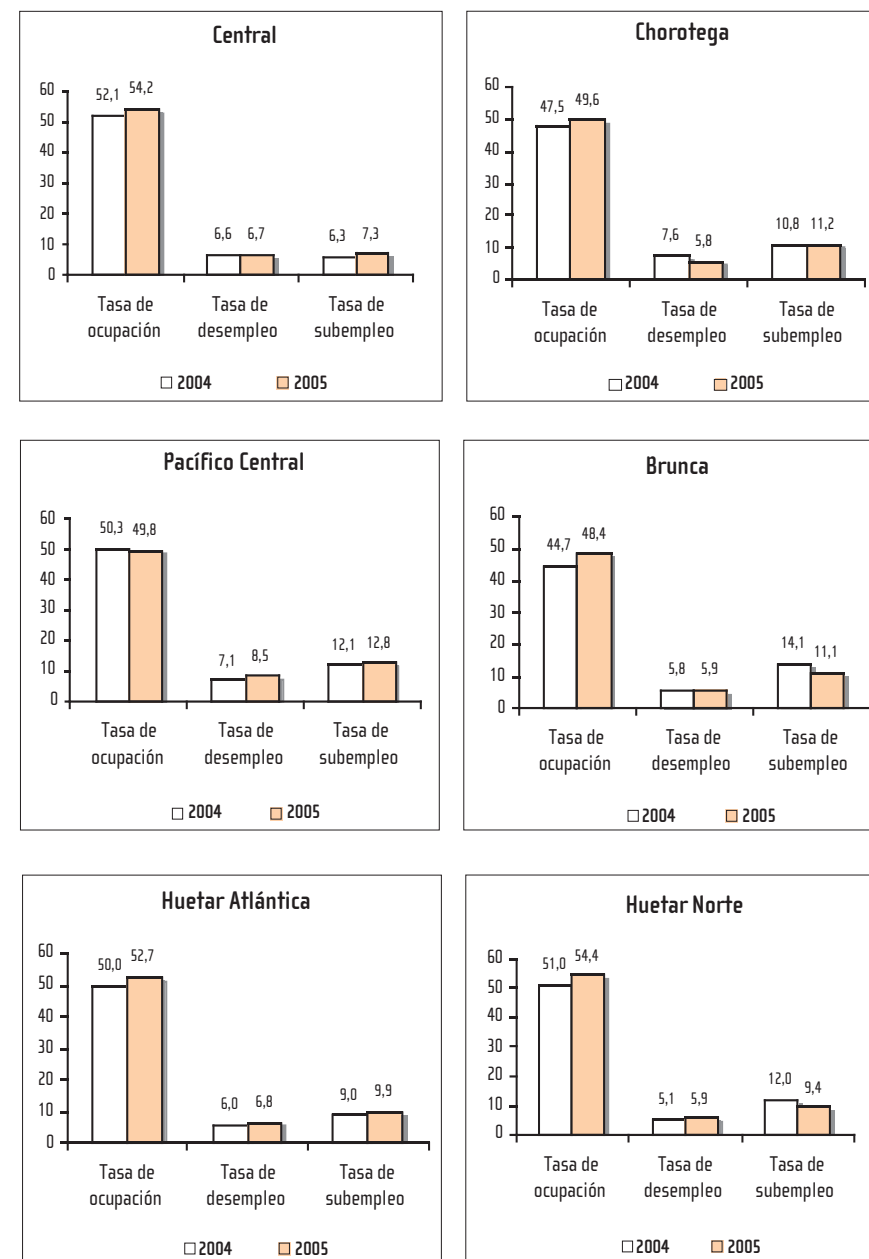 Central
60
50
40
30
20
10
0
52,1 54,2
6,6 6,7
6,3 7,3
Tasa de ocupación
Tasa de desempleo
Tasa de subempleo
2004 2005
Chorotega
60
50
40
30
20
10
0
47,5 49,6
7,6 5,8
10,8 11,2
Tasa de ocupación
Tasa de desempleo
Tasa de subempleo
2004 2005
Pacífico Central
60
50
40
30
20
10
0
50,3 49,8
7,1 8,5
12,1 12,8
Tasa de ocupación
Tasa de desempleo
Tasa de subempleo
2004 2005
Brunca
60
50
40
30
20
10
0
44,7 48,4
5,8 5,9
14,1 11,1
Tasa de ocupación
Tasa de desempleo
Tasa de subempleo
2004 2005
Huetar Atlántica
60
50
40
30
20
10
0
50,0 52,7
6,0 6,8
9,0 9,9
Tasa de ocupación
Tasa de desempleo
Tasa de subempleo
2004 2005
Huetar Norte
60
50
40
30
20
10
0
51,0 54,4
5,1 5,9
12,0 9,4
Tasa de ocupación
Tasa de desempleo
Tasa de subempleo
2004 2005